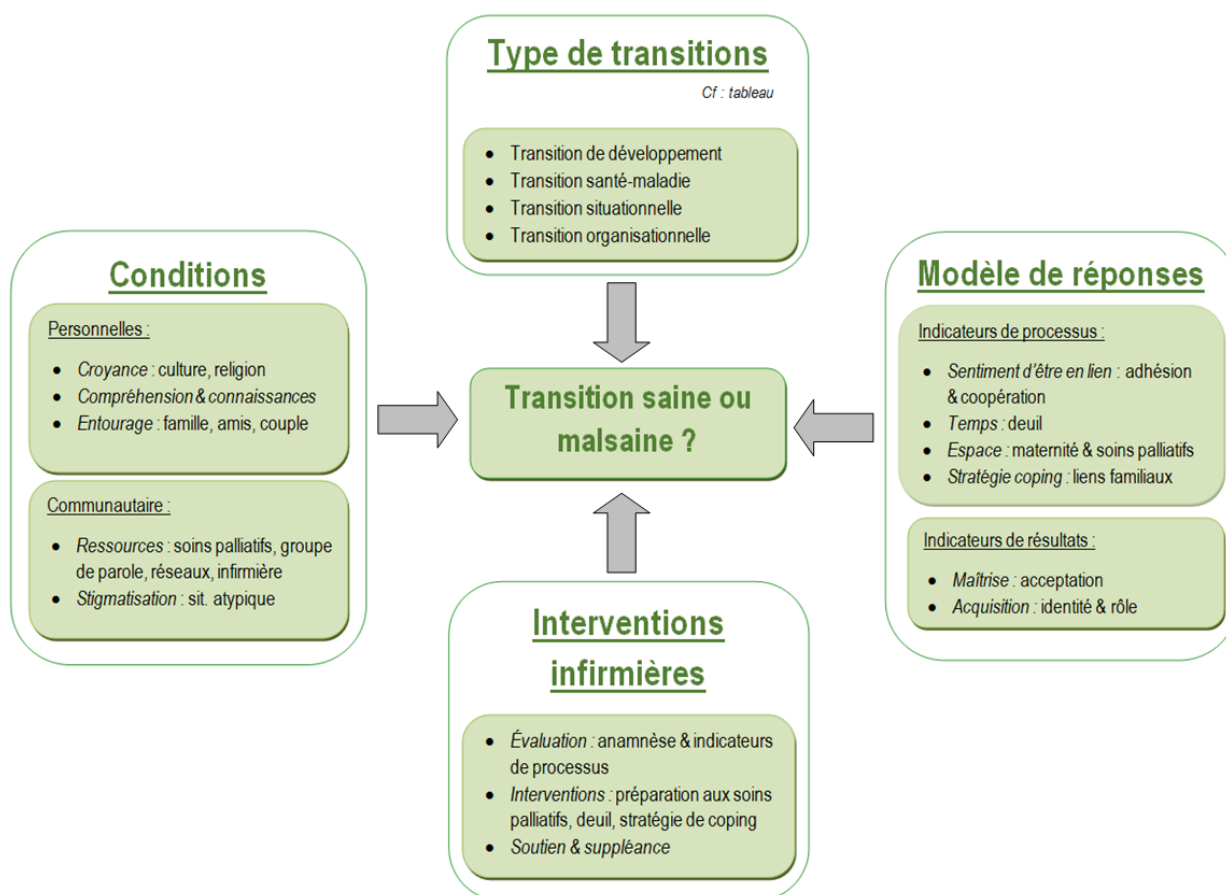 Type de transitions
Cf : tableau
• Transition de développement
• Transition santé-maladie
• Transition situationnelle
• Transition organisationnelle
Conditions
Personnelles :
• Croyance : culture, religion
• Compréhension & connaissances
• Entourage : famille, amis, couple
Communautaire :
• Ressources : soins palliatifs, groupe
de parole, réseaux, infirmière
• Stigmatisation : sit. atypique
Transition saine ou
malsaine ?
Modèle de réponses
Indicateurs de processus :
• Sentiment d'être en lien : adhésion
& coopération
• Temps : deuil
• Espace : maternité & soins palliatifs
• Stratégie coping : liens familiaux
Indicateurs de résultats :
• Maîtrise : acceptation
• Acquisition : identité & rôle
Interventions
infirmières
• Évaluation : anamnèse & indicateurs
de processus
• Interventions : préparation aux soins
palliatifs, deuil, stratégie de coping
• Soutien & suppléance